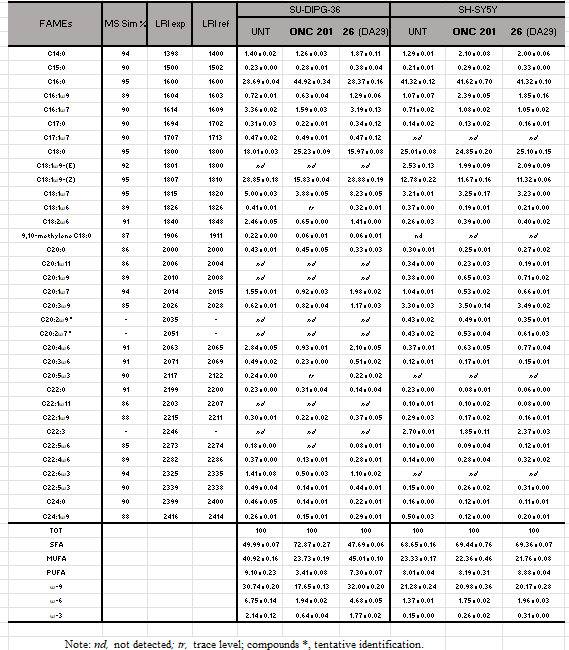 SU-DIPG-36 SH-SY5Y
FAMEs MS Sim % LRI exp LRI ref UNT ONC 201 26 (DA29) UNT ONC 201 26 (DA29)
C14:0 94 1398 1400 1.40±0.02 1.26±0.03 1.87±0.11 1.29±0.01 2.10±0.08 2.00±0.06
C15:0 90 1500 1502 0.23±0.00 0.28±0.01 0.38±0.04 0.21±0.01 0.29±0.02 0.33±0.00
C16:0 95 1600 1600 28.69±0.04 44.92±0.34 28.37±0.16 41.32±0.12 41.62±0.70 41.32±0.10
C16:1ω9 89 1604 1603 0.72±0.01 0.63±0.04 1.29±0.06 1.07±0.07 2.39±0.05 1.85±0.16
C16:1ω7 90 1614 1609 3.36±0.02 1.59±0.03 3.19±0.13 0.71±0.02 1.08±0.02 1.05±0.02
C17:0 90 1694 1702 0.31±0.03 0.22±0.01 0.34±0.12 0.14±0.02 0.13±0.02 0.16±0.01
C17:1ω7 90 1707 1713 0.47±0.02 0.49±0.01 0.47±0.12 nd nd nd
C18:0 95 1800 1800 18.01±0.03 25.23±0.09 15.97±0.08 25.01±0.08 24.85±0.20 25.10±0.15
C18:1ω9-(E) 92 1801 1800 nd nd nd 2.53±0.13 1.99±0.09 2.09±0.09
C18:1ω9-(Z) 95 1807 1810 28.85±0.18 15.83±0.04 28.88±0.19 12.78±0.22 11.67±0.16 11.32±0.06
C18:1ω7 95 1815 1820 5.00±0.03 3.88±0.05 8.23±0.05 3.21±0.01 3.25±0.17 3.23±0.00
C18:1ω6 89 1826 1826 0.41±0.01 tr 0.32±0.01 0.37±0.00 0.19±0.01 0.21±0.00
C18:2ω6 91 1840 1848 2.46±0.05 0.65±0.00 1.41±0.00 0.26±0.03 0.39±0.00 0.40±0.02
9,10-methylene C18:0 87 1906 1911 0.22±0.00 0.06±0.01 0.06±0.01 nd nd nd
C20:0 86 2000 2000 0.43±0.01 0.45±0.05 0.33±0.03 0.30±0.01 0.25±0.01 0.27±0.02
C20:1ω11 86 2006 2004 nd nd nd 0.34±0.00 0.23±0.03 0.19±0.01
C20:1ω9 89 2010 2008 nd nd nd 0.38±0.00 0.65±0.00 0.71±0.02
C20:1ω7 94 2014 2015 1.55±0.01 0.92±0.03 1.98±0.02 1.04±0.01 0.53±0.02 0.66±0.01
C20:3ω9 85 2026 2028 0.62±0.01 0.82±0.04 1.17±0.03 3.30±0.03 3.50±0.14 3.49±0.02
C20:2ω9* - 2035 - nd nd nd 0.43±0.02 0.49±0.01 0.35±0.01
C20:2ω7* - 2051 - nd nd nd 0.43±0.02 0.53±0.04 0.61±0.03
C20:4ω6 91 2063 2065 2.84±0.05 0.93±0.01 2.10±0.05 0.37±0.01 0.63±0.05 0.77±0.04
C20:3ω6 91 2071 2069 0.49±0.02 0.23±0.00 0.51±0.02 0.12±0.01 0.17±0.01 0.15±0.01
C20:5ω3 90 2117 2122 0.24±0.00 tr 0.22±0.02 nd nd nd
C22:0 91 2199 2200 0.23±0.00 0.31±0.04 0.14±0.04 0.23±0.00 0.08±0.01 0.06±0.00
C22:1ω11 86 2203 2207 nd nd nd 0.10±0.01 0.10±0.02 0.08±0.00
C22:1ω9 88 2215 2211 0.30±0.01 0.22±0.02 0.37±0.05 0.29±0.03 0.17±0.02 0.16±0.01
C22:3 - 2246 - nd nd nd 2.70±0.01 1.85±0.11 2.37±0.03
C22:5ω6 85 2273 2274 0.18±0.00 nd 0.08±0.01 0.10±0.00 0.09±0.01 0.12±0.01
C22:4ω6 89 2282 2286 0.37±0.00 0.13±0.01 0.28±0.01 0.14±0.00 0.28±0.04 0.32±0.02
C22:6ω3 94 2325 2335 1.41±0.08 0.50±0.03 1.10±0.02 nd nd nd
C22:5ω3 90 2339 2338 0.49±0.04 0.14±0.01 0.44±0.01 0.15±0.00 0.26±0.02 0.31±0.00
C24:0 90 2399 2400 0.46±0.05 0.14±0.01 0.22±0.01 0.16±0.00 0.12±0.01 0.11±0.01
C24:1ω9 88 2416 2414 0.26±0.01 0.15±0.01 0.29±0.01 0.50±0.03 0.12±0.00 0.20±0.01
TOT 100 100 100 100 100 100
SFA 49.99±0.07 72.87±0.27 47.69±0.06 68.65±0.16 69.44±0.76 69.36±0.07
MUFA 40.92±0.16 23.73±0.19 45.01±0.10 23.33±0.17 22.36±0.46 21.76±0.08
PUFA 9.10±0.23 3.41±0.08 7.30±0.07 8.01±0.04 8.19±0.31 8.88±0.04
ω-9 30.74±0.20 17.65±0.13 32.00±0.20 21.28±0.24 20.98±0.36 20.17±0.28
ω-6 6.75±0.14 1.94±0.02 4.68±0.05 1.37±0.01 1.75±0.02 1.96±0.03
ω-3 2.14±0.12 0.64±0.04 1.77±0.02 0.15±0.00 0.26±0.02 0.31±0.00
Note: nd, not detected; tr, trace level; compounds *, tentative identification.